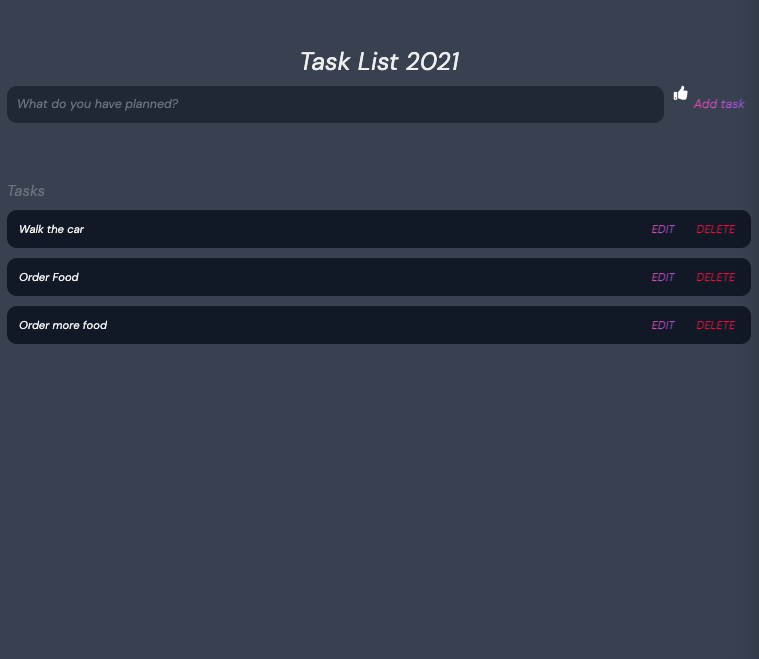 Task List 2021
What do you have planned?
Add task
Tasks
Walk the car EDIT DELETE
Order Food EDIT DELETE
Order more food EDIT DELETE